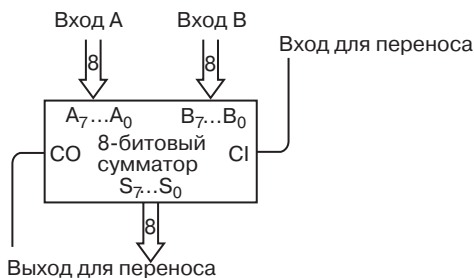 Вход A Вход B
Вход для переноса
8 8
A₇...A₀ B₇...B₀
CO 8-битовый CI
сумматор
S₇...S₀
8
Выход для переноса